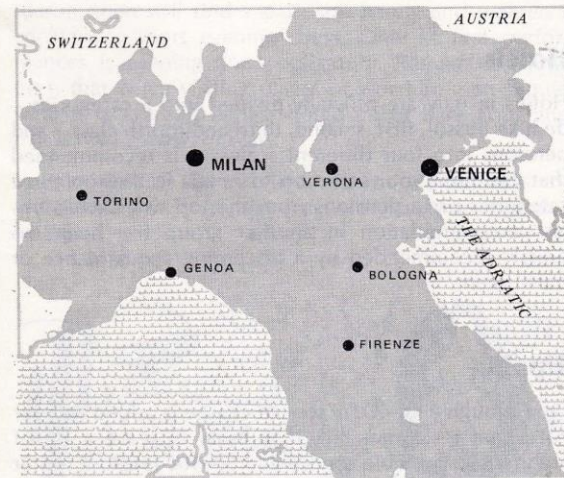 AUSTRIA
SWITZERLAND
MILAN
VERONA
VENICE
TORINO
THE ADRIATIC
GENOA
BOLOGNA
FIRENZE